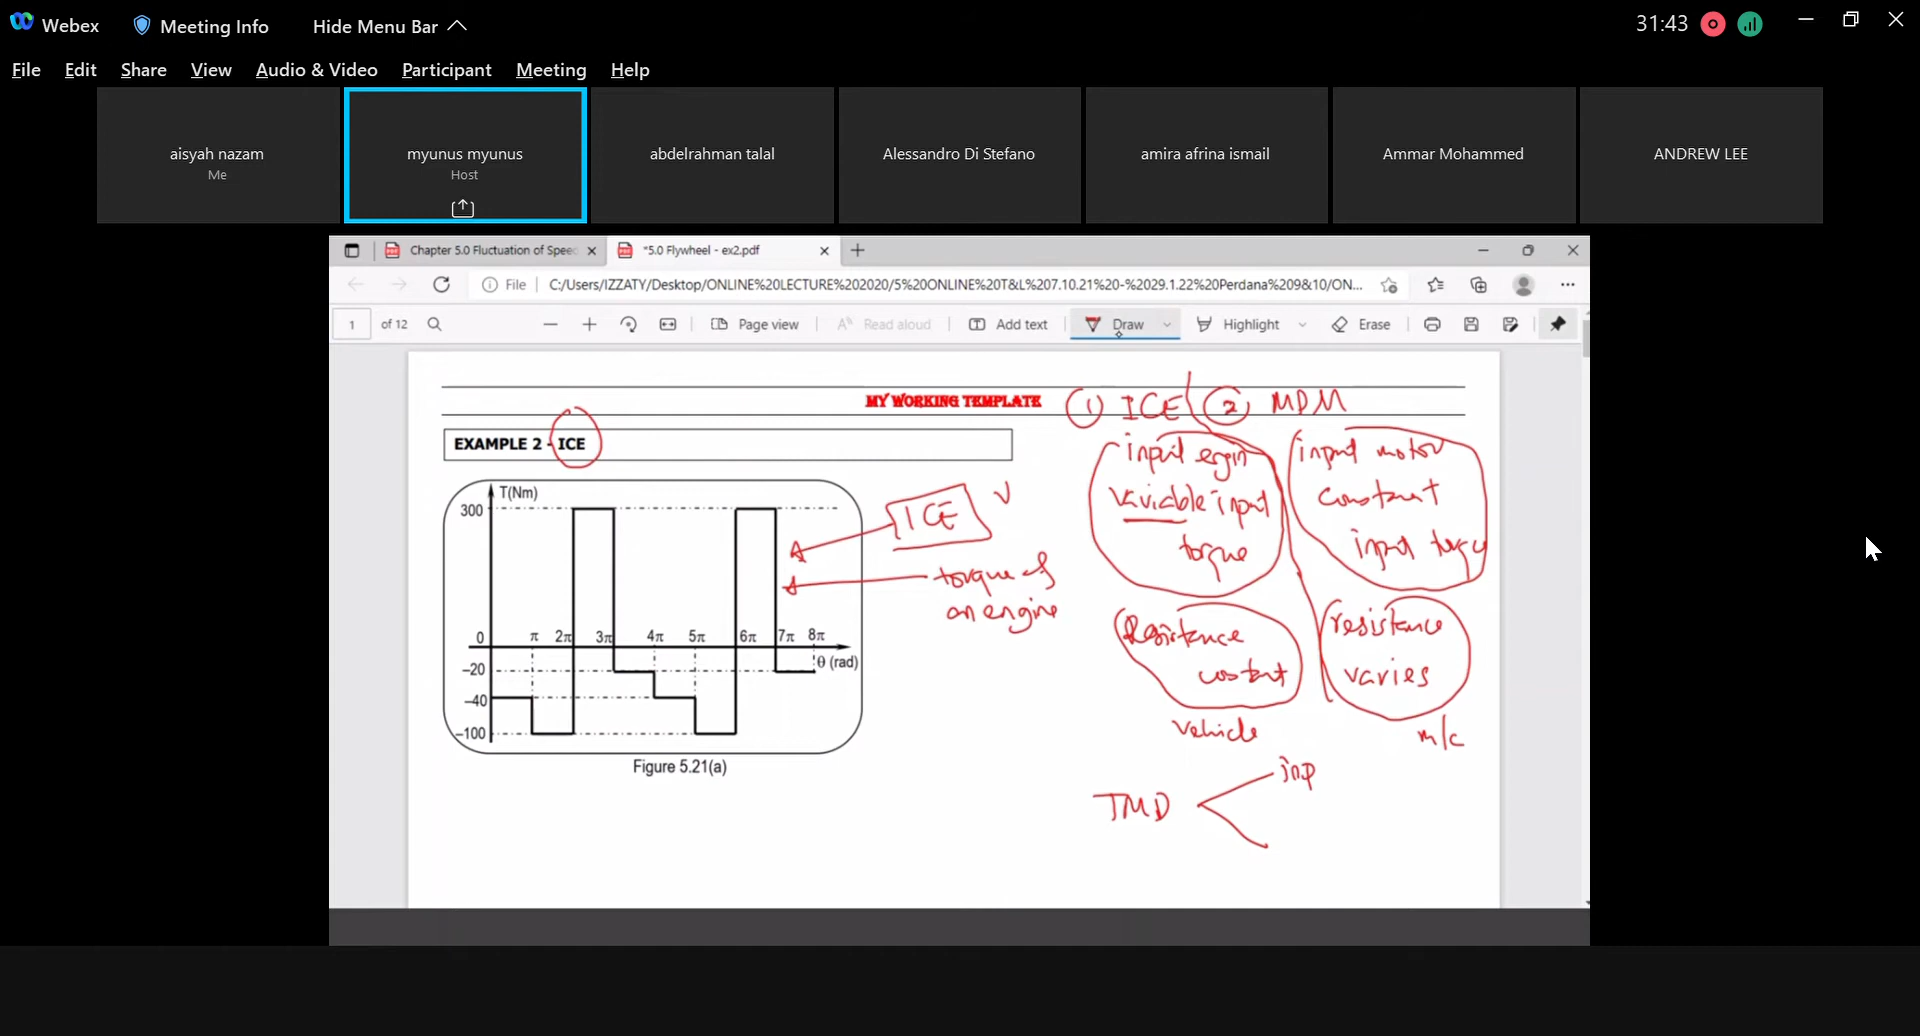 Webex
Meeting Info
Hide Menu Bar
31:43
File Edit Share View Audio & Video Participant Meeting Help
aisyah nazam
Me
myunus myunus
Host
abdelrahman talal
Alessandro Di Stefano
amira afrina ismail
Ammar Mohammed
ANDREW LEE
Chapter 5.0 Fluctuation of Speed
*5.0 Flywheel - ex2.pdf
File
C:/Users/IZZATY/Desktop/ONLINE%20LECTURE%202020/5%20ONLINE%20T&L%207.10.21%20-%2029.1.22%20Perdana%209&10/ON...
1 of 12
Page view
Read aloud
Add text
Draw
Highlight
Erase
MY WORKING TEMPLATE
① ICE
② MDM
EXAMPLE 2 - ICE
input engin
variable input
torque
input motor
constant
input torqu
T(Nm)
300
0
π 2π 3π 4π 5π 6π 7π 8π
θ (rad)
−20
−40
−100
Figure 5.21(a)
ICE
torque of
an engine
Resistance
constant
vehicle
resistance
varies
m/c
TMD
inp